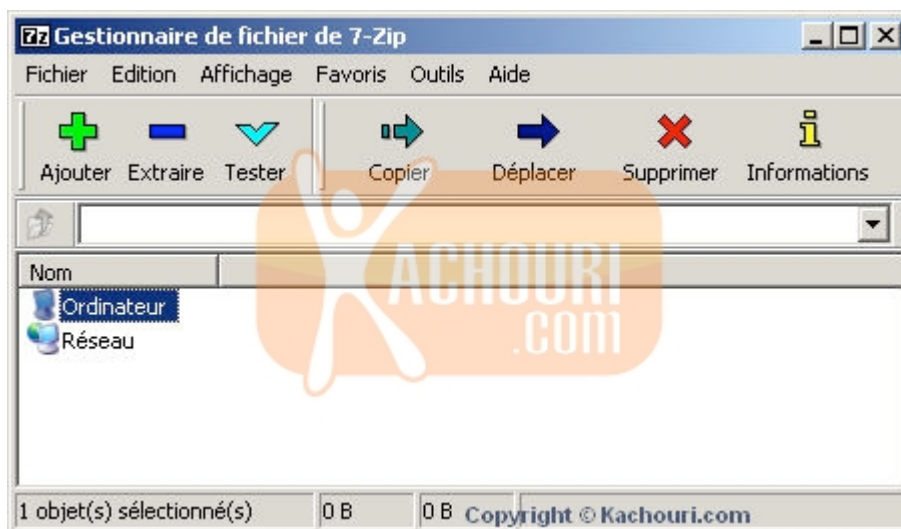 Gestionnaire de fichier de 7-Zip
Fichier Edition Affichage Favoris Outils Aide
Ajouter Extraire Tester Copier Déplacer Supprimer Informations
Nom
Ordinateur
Réseau
KACHOURI
.COM
1 objet(s) sélectionné(s) 0 B 0 B
Copyright © Kachouri.com